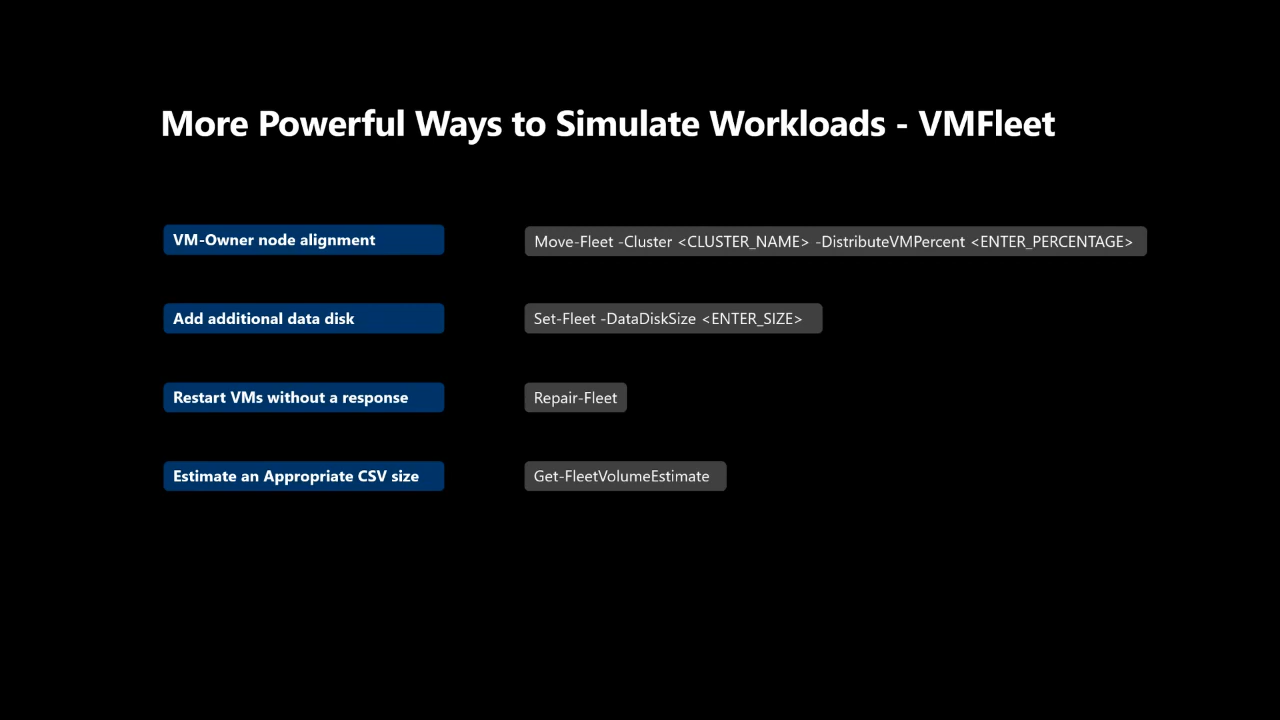 More Powerful Ways to Simulate Workloads - VMFleet
VM-Owner node alignment
Move-Fleet -Cluster <CLUSTER_NAME> -DistributeVMPercent <ENTER_PERCENTAGE>
Add additional data disk
Set-Fleet -DataDiskSize <ENTER_SIZE>
Restart VMs without a response
Repair-Fleet
Estimate an Appropriate CSV size
Get-FleetVolumeEstimate